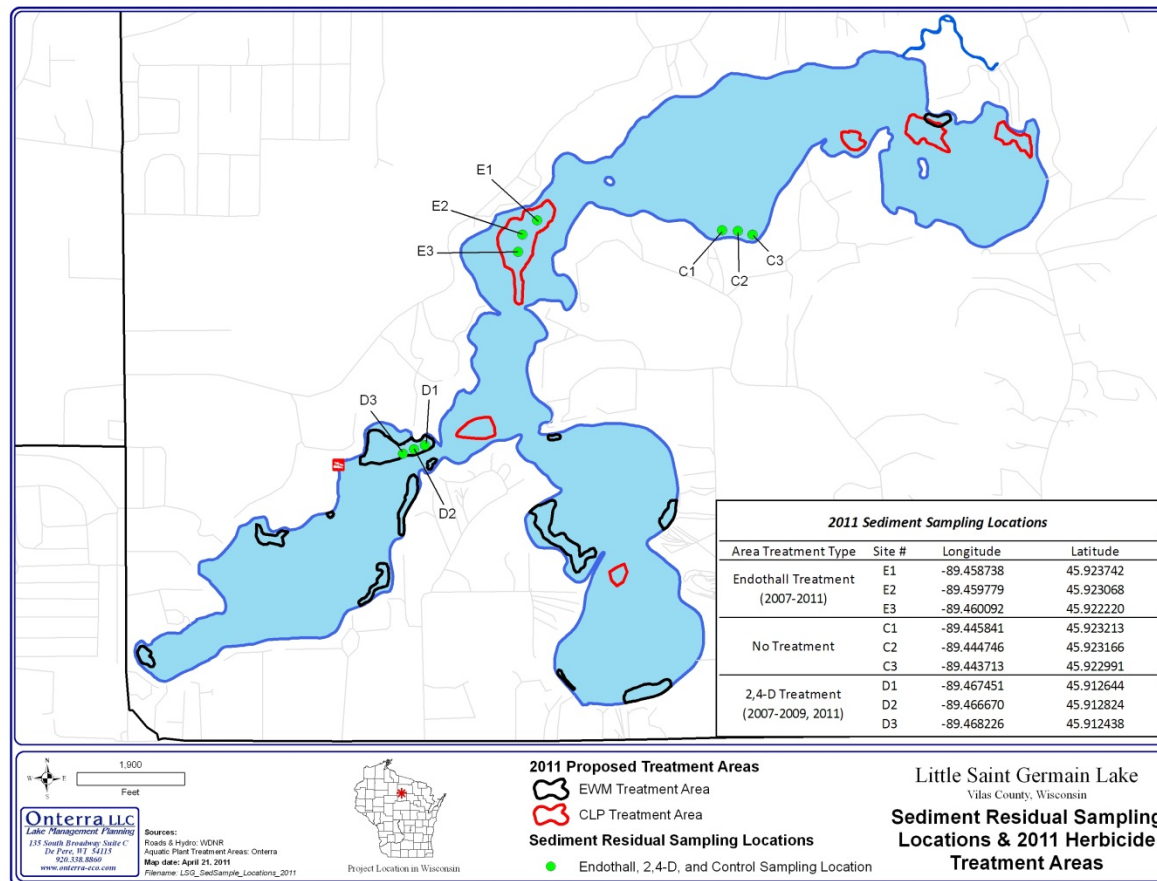 E1
E2
E3
C1
C2
C3
D1
D3
D2
2011 Sediment Sampling Locations
Area Treatment Type Site # Longitude Latitude
E1 -89.458738 45.923742
Endothall Treatment E2 -89.459779 45.923068
(2007-2011) E3 -89.460092 45.922220
C1 -89.445841 45.923213
No Treatment C2 -89.444746 45.923166
C3 -89.443713 45.922991
D1 -89.467451 45.912644
2,4-D Treatment D2 -89.466670 45.912824
(2007-2009, 2011) D3 -89.468226 45.912438
N
W E
S
1,900
Feet
Onterra LLC
Lake Management Planning
135 South Broadway Suite C
De Pere, WI 54115
920.338.8860
www.onterra-eco.com
Sources:
Roads & Hydro: WDNR
Aquatic Plant Treatment Areas: Onterra
Map date: April 21, 2011
Filename: LSG_SedSample_Locations_2011
Project Location in Wisconsin
2011 Proposed Treatment Areas
EWM Treatment Area
CLP Treatment Area
Sediment Residual Sampling Locations
Endothall, 2,4-D, and Control Sampling Location
Little Saint Germain Lake
Vilas County, Wisconsin
Sediment Residual Sampling
Locations & 2011 Herbicide
Treatment Areas